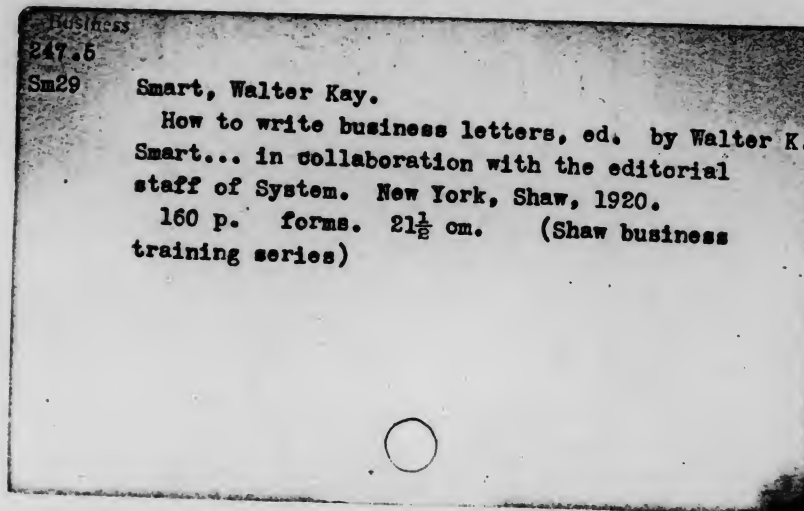 Business
247.5
Sm29 Smart, Walter Kay.
How to write business letters, ed. by Walter K.
Smart... in collaboration with the editorial
staff of System. New York, Shaw, 1920.
160 p. forms. 21½ cm. (Shaw business
training series)